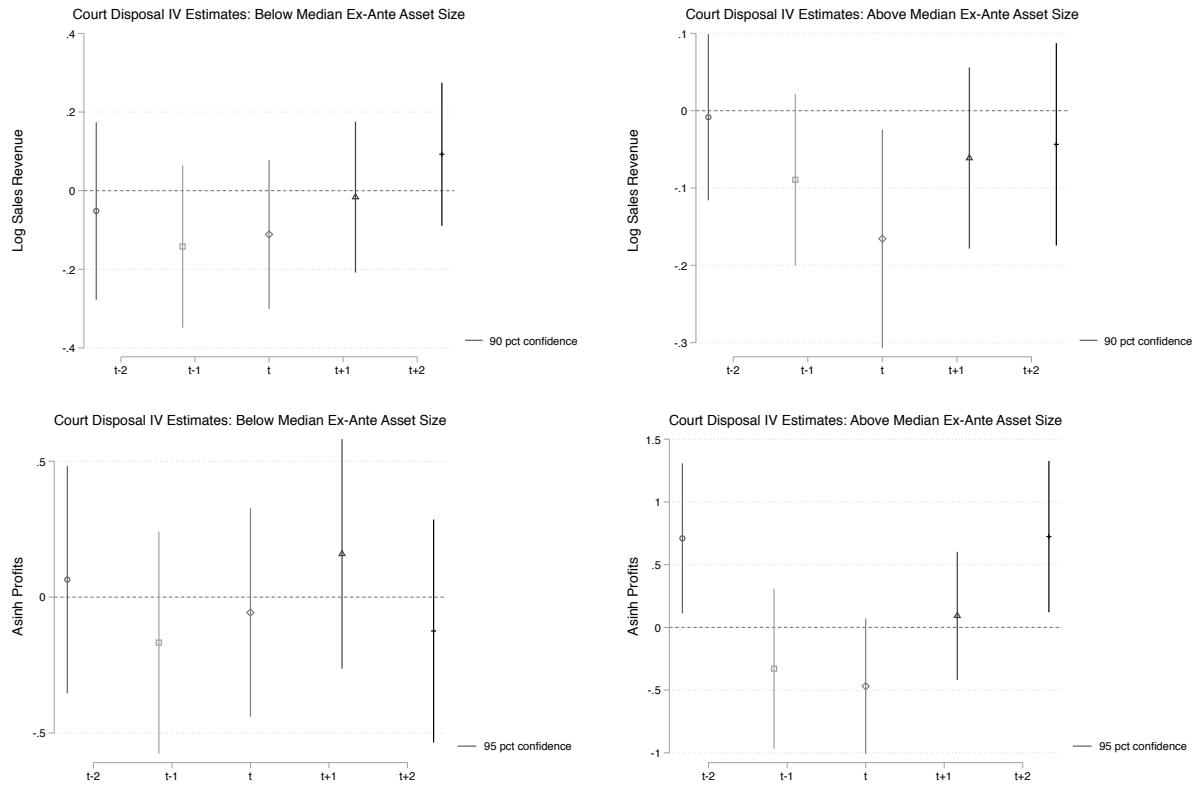 Court Disposal IV Estimates: Below Median Ex-Ante Asset Size
.4
.2
0
-.2
-.4
Log Sales Revenue
t-2 t-1 t t+1 t+2
90 pct confidence
Court Disposal IV Estimates: Above Median Ex-Ante Asset Size
.1
0
-.1
-.2
-.3
Log Sales Revenue
t-2 t-1 t t+1 t+2
90 pct confidence
Court Disposal IV Estimates: Below Median Ex-Ante Asset Size
.5
0
-.5
Asinh Profits
t-2 t-1 t t+1 t+2
95 pct confidence
Court Disposal IV Estimates: Above Median Ex-Ante Asset Size
1.5
1
.5
0
-.5
-1
Asinh Profits
t-2 t-1 t t+1 t+2
95 pct confidence